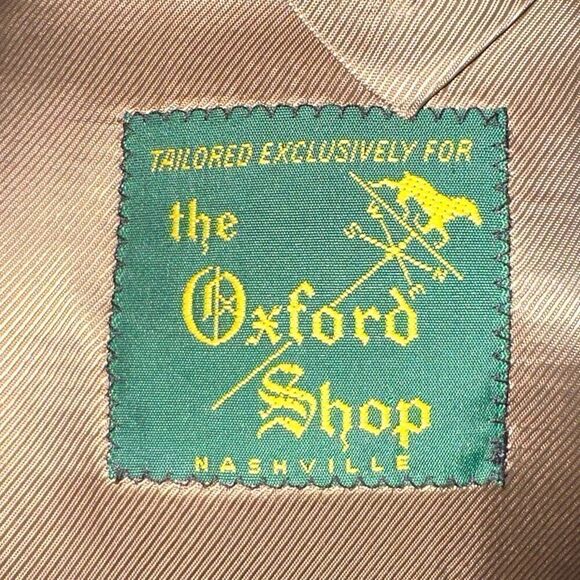 TAILORED EXCLUSIVELY FOR
the
Oxford
Shop
NASHVILLE